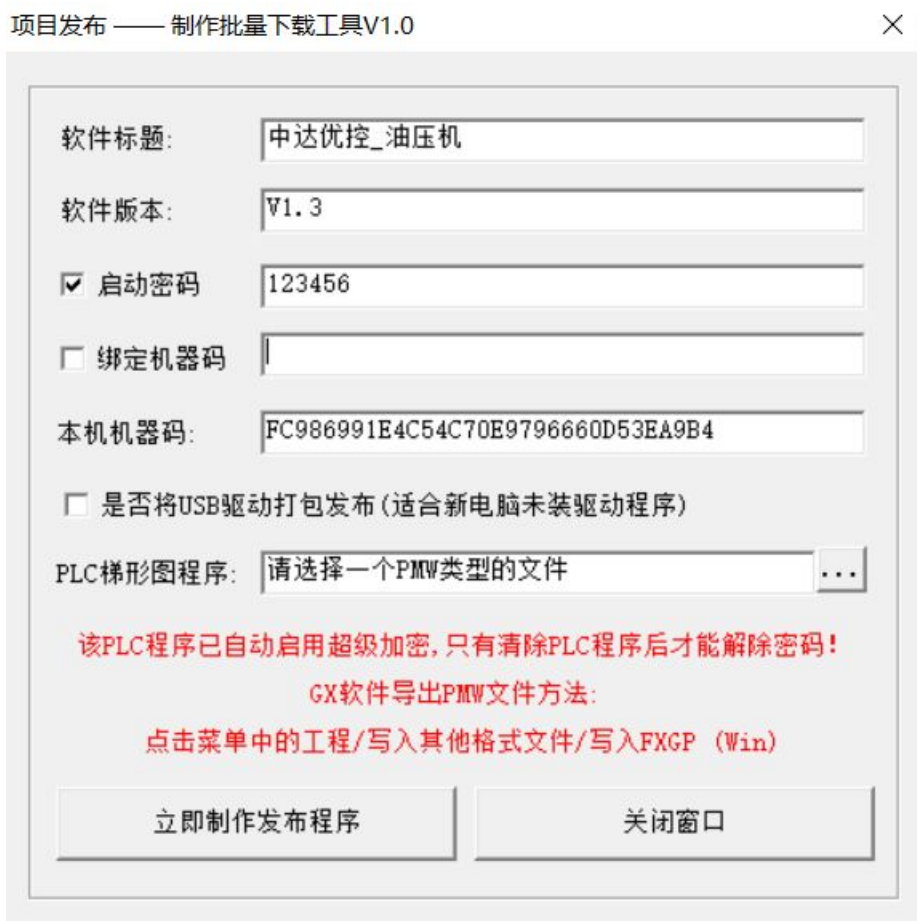 项目发布 —— 制作批量下载工具V1.0
软件标题: 中达优控_油压机
软件版本: V1.3
启动密码 123456
绑定机器码
本机机器码: FC986991E4C54C70E9796660D53EA9B4
是否将USB驱动打包发布(适合新电脑未装驱动程序)
PLC梯形图程序: 请选择一个PMW类型的文件 ...
该PLC程序已自动启用超级加密,只有清除PLC程序后才能解除密码!
GX软件导出PMW文件方法:
点击菜单中的工程/写入其他格式文件/写入FXGP (Win)
立即制作发布程序 关闭窗口